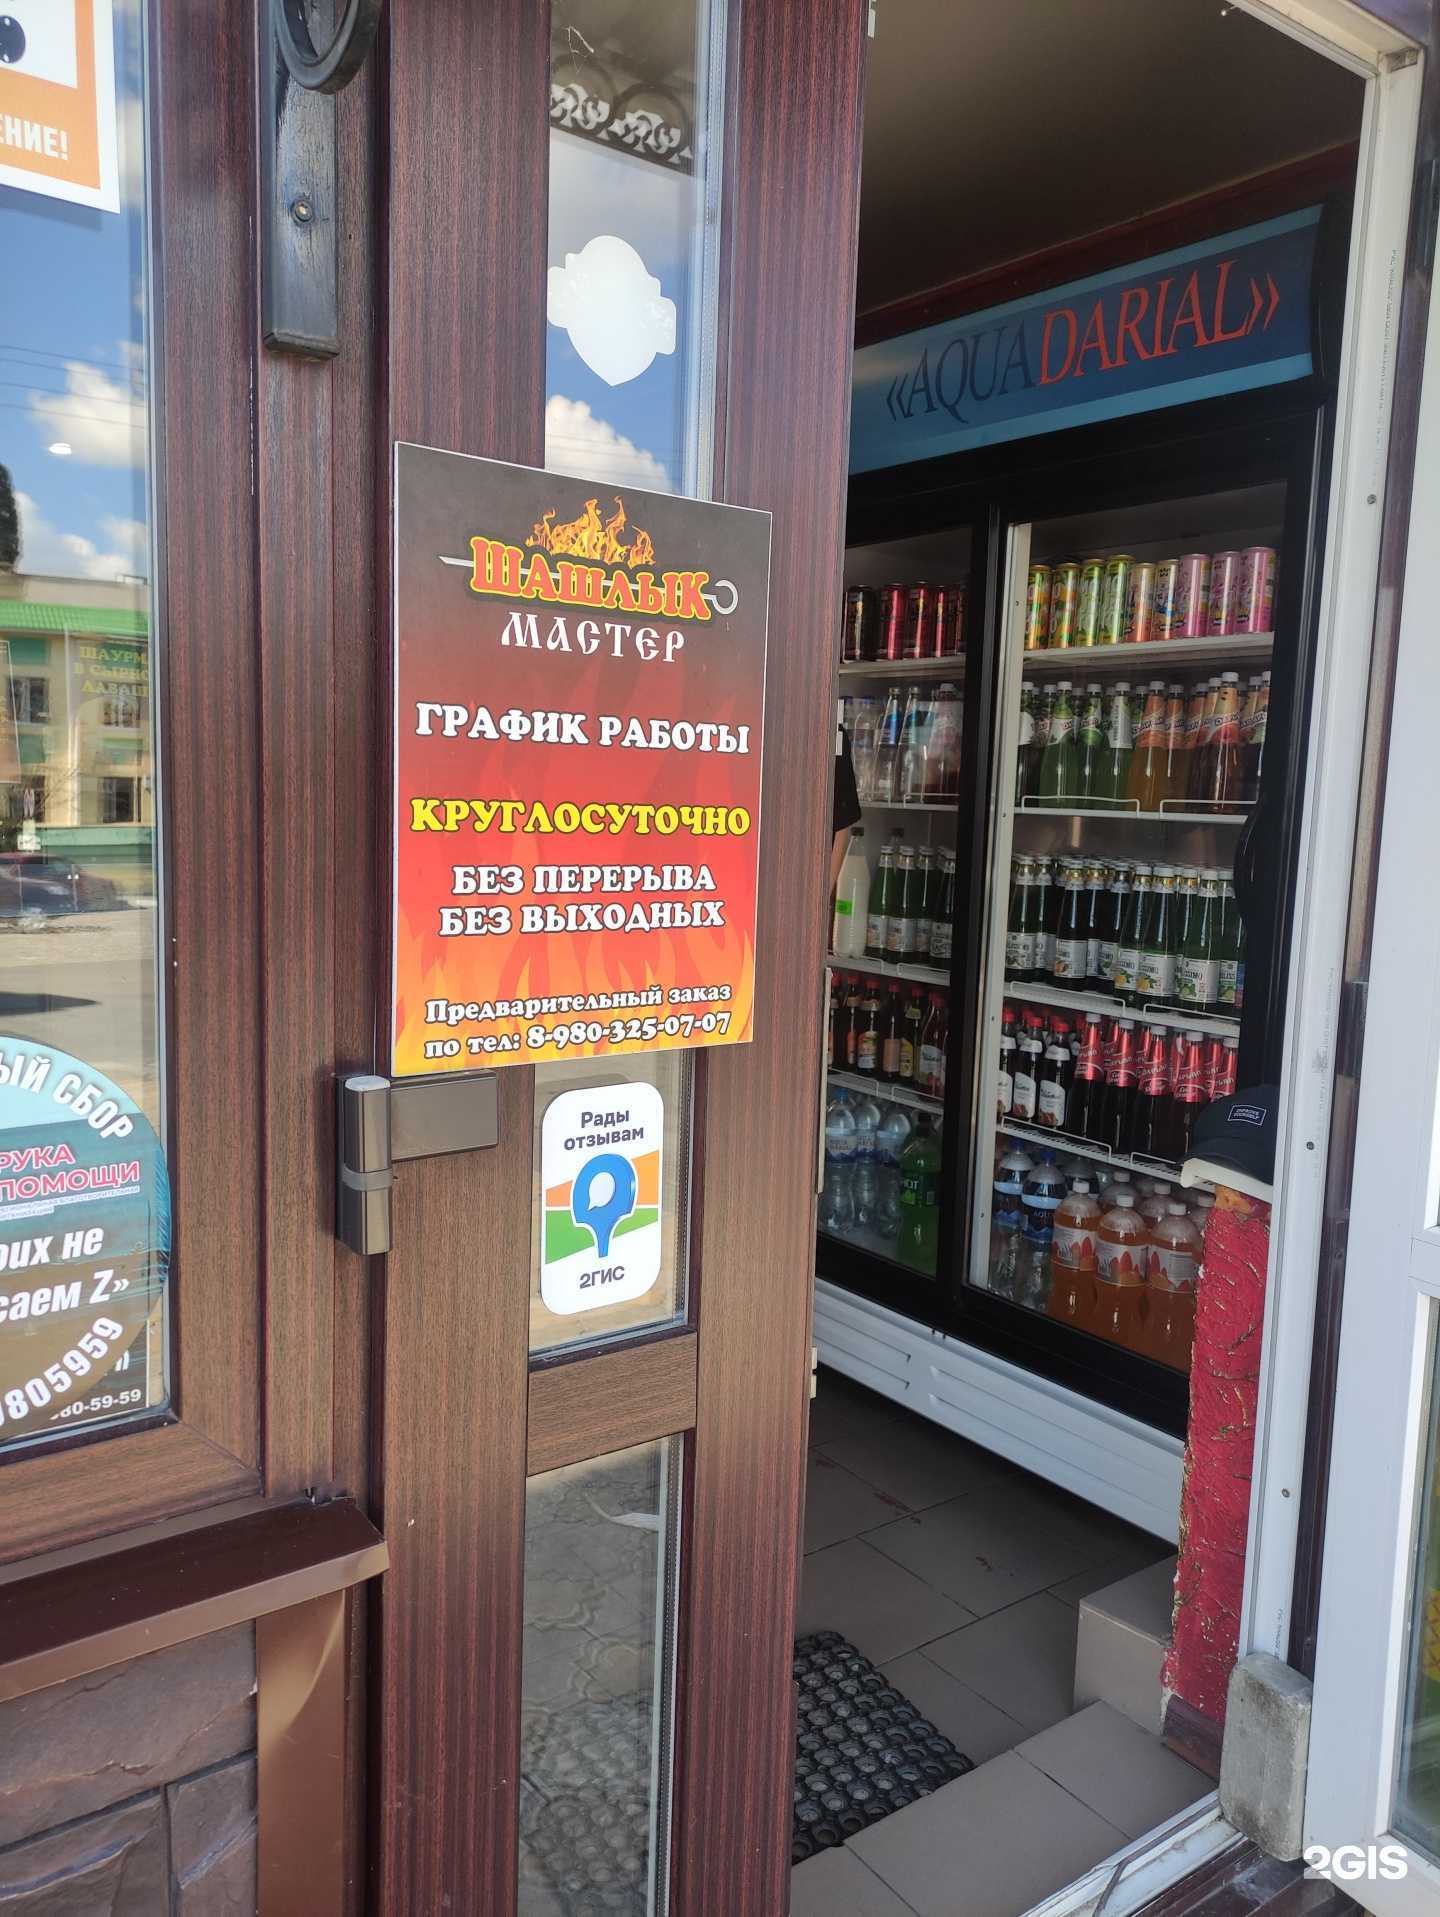 ЕНИЕ!
«AQUADARIAL»
ШАШЛЫК
МАСТЕР
ГРАФИК РАБОТЫ
КРУГЛОСУТОЧНО
БЕЗ ПЕРЕРЫВА
БЕЗ ВЫХОДНЫХ
Предварительный заказ
по тел: 8-980-325-07-07
Рады
отзывам
2ГИС
ЫЙ СБОР
РУКА
ПОМОЩИ
оих не
саем Z»
9805959
80-59-59
2GIS